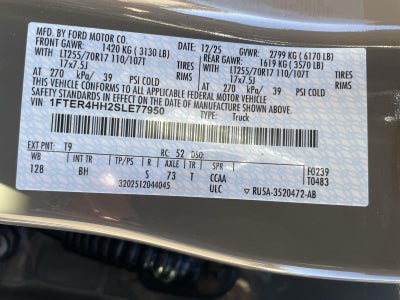 MFD. BY FORD MOTOR CO.
DATE: 12/25 GVWR: 2799 KG (6170 LB)
FRONT GAWR: 1420 KG (3130 LB) REAR GAWR: 1619 KG (3570 LB)
LT255/70R17 110/107T TIRES LT255/70R17 110/107T
17x7.5J RIMS 17x7.5J
AT 270 kPa/ 39 PSI COLD AT 270 kPa/ 39 PSI COLD
THIS VEHICLE CONFORMS TO ALL APPLICABLE FEDERAL MOTOR VEHICLE SAFETY
STANDARDS IN EFFECT ON THE DATE OF MANUFACTURE SHOWN ABOVE.
VIN 1FTER4HH2SLE77950 TYPE: Truck
EXT PNT: T9 RC: 52 DSO:
WB INT TR TP/PS R AXLE TR
128 BH S 73 T CCAA
320251204404S ULC
F0239
T0483
RU5A-3520472-AB